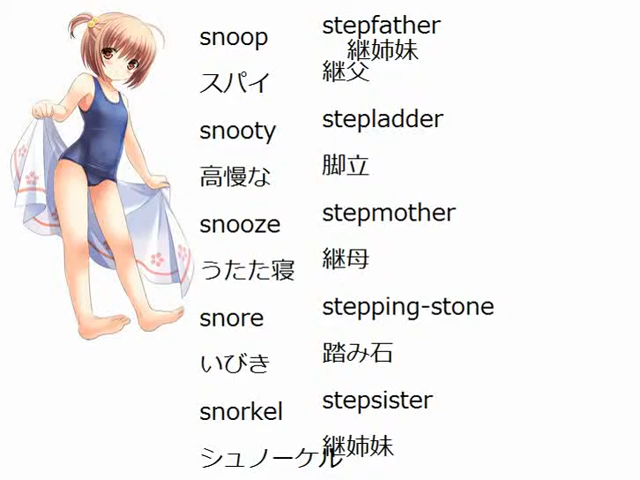 snoop
スパイ
snooty
高慢な
snooze
うたた寝
snore
いびき
snorkel
シュノーケル
stepfather
継姉妹
継父
stepladder
脚立
stepmother
継母
stepping-stone
踏み石
stepsister
継姉妹